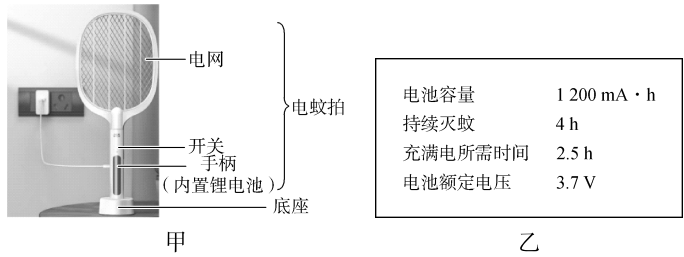 电网
电蚊拍
开关
手柄
(内置锂电池)
底座
甲
电池容量 1 200 mA·h
持续灭蚊 4 h
充满电所需时间 2.5 h
电池额定电压 3.7 V
乙